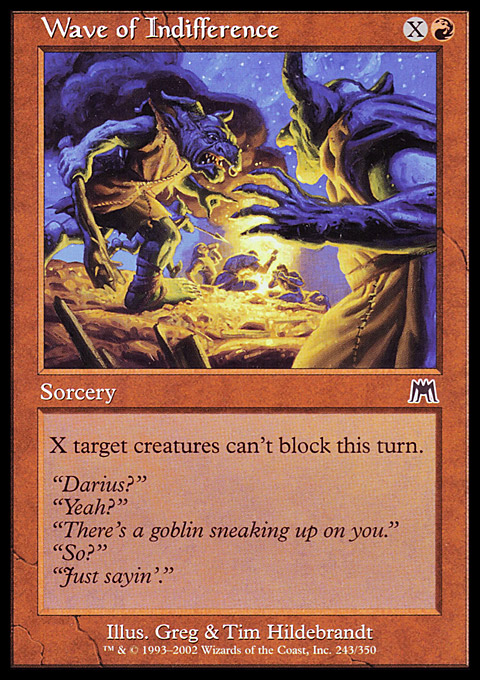 Wave of Indifference X
Sorcery
X target creatures can't block this turn.
"Darius?"
"Yeah?"
"There's a goblin sneaking up on you."
"So?"
"Just sayin'."
Illus. Greg & Tim Hildebrandt
™ & © 1993–2002 Wizards of the Coast, Inc. 243/350